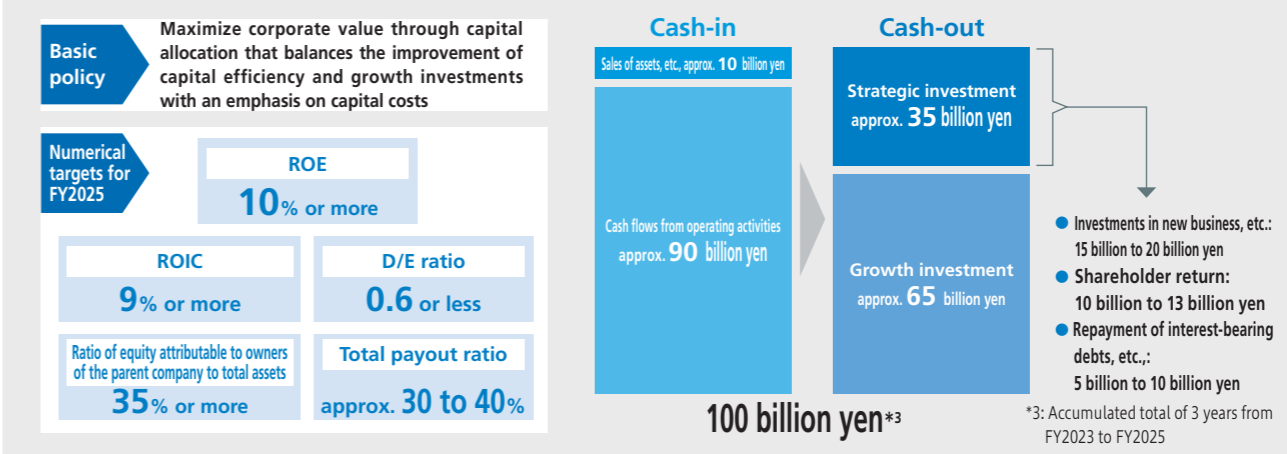 Basic
policy
Maximize corporate value through capital
allocation that balances the improvement of
capital efficiency and growth investments
with an emphasis on capital costs
Numerical
targets for
FY2025
ROE
10% or more
ROIC
9% or more
D/E ratio
0.6 or less
Ratio of equity attributable to owners
of the parent company to total assets
35% or more
Total payout ratio
approx. 30 to 40%
Cash-in
Sales of assets, etc., approx. 10 billion yen
Cash flows from operating activities
approx. 90 billion yen
Cash-out
Strategic investment
approx. 35 billion yen
Growth investment
approx. 65 billion yen
100 billion yen*3
● Investments in new business, etc.:
15 billion to 20 billion yen
● Shareholder return:
10 billion to 13 billion yen
● Repayment of interest-bearing
debts, etc.,:
5 billion to 10 billion yen
*3: Accumulated total of 3 years from
FY2023 to FY2025